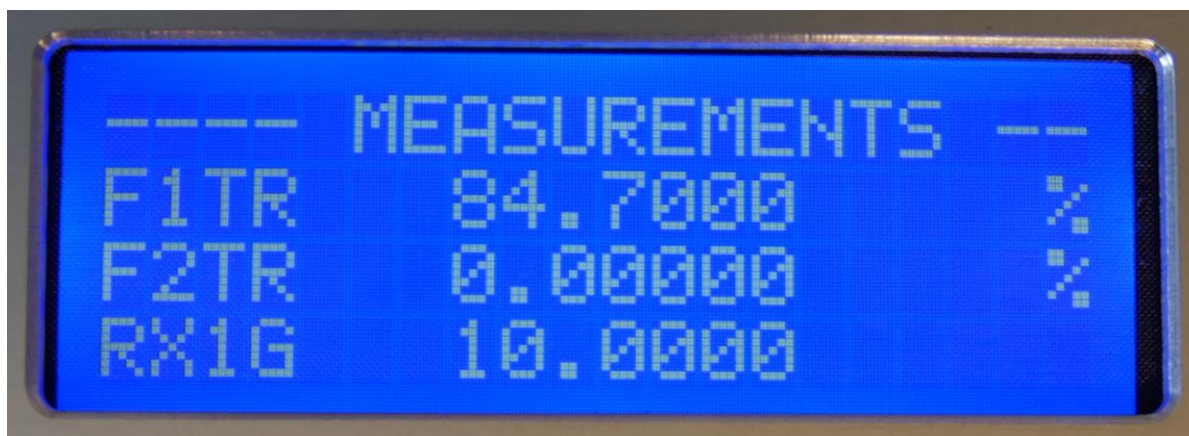 ---- MEASUREMENTS --
F1TR 84.7000 %
F2TR 0.00000 %
RX1G 10.0000